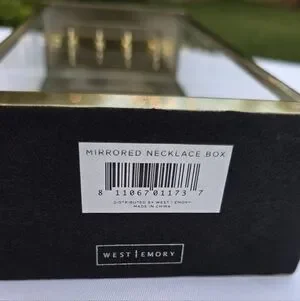 MIRRORED NECKLACE BOX
8 11067 01173 7
DISTRIBUTED BY WEST | EMORY
MADE IN CHINA
WEST | EMORY